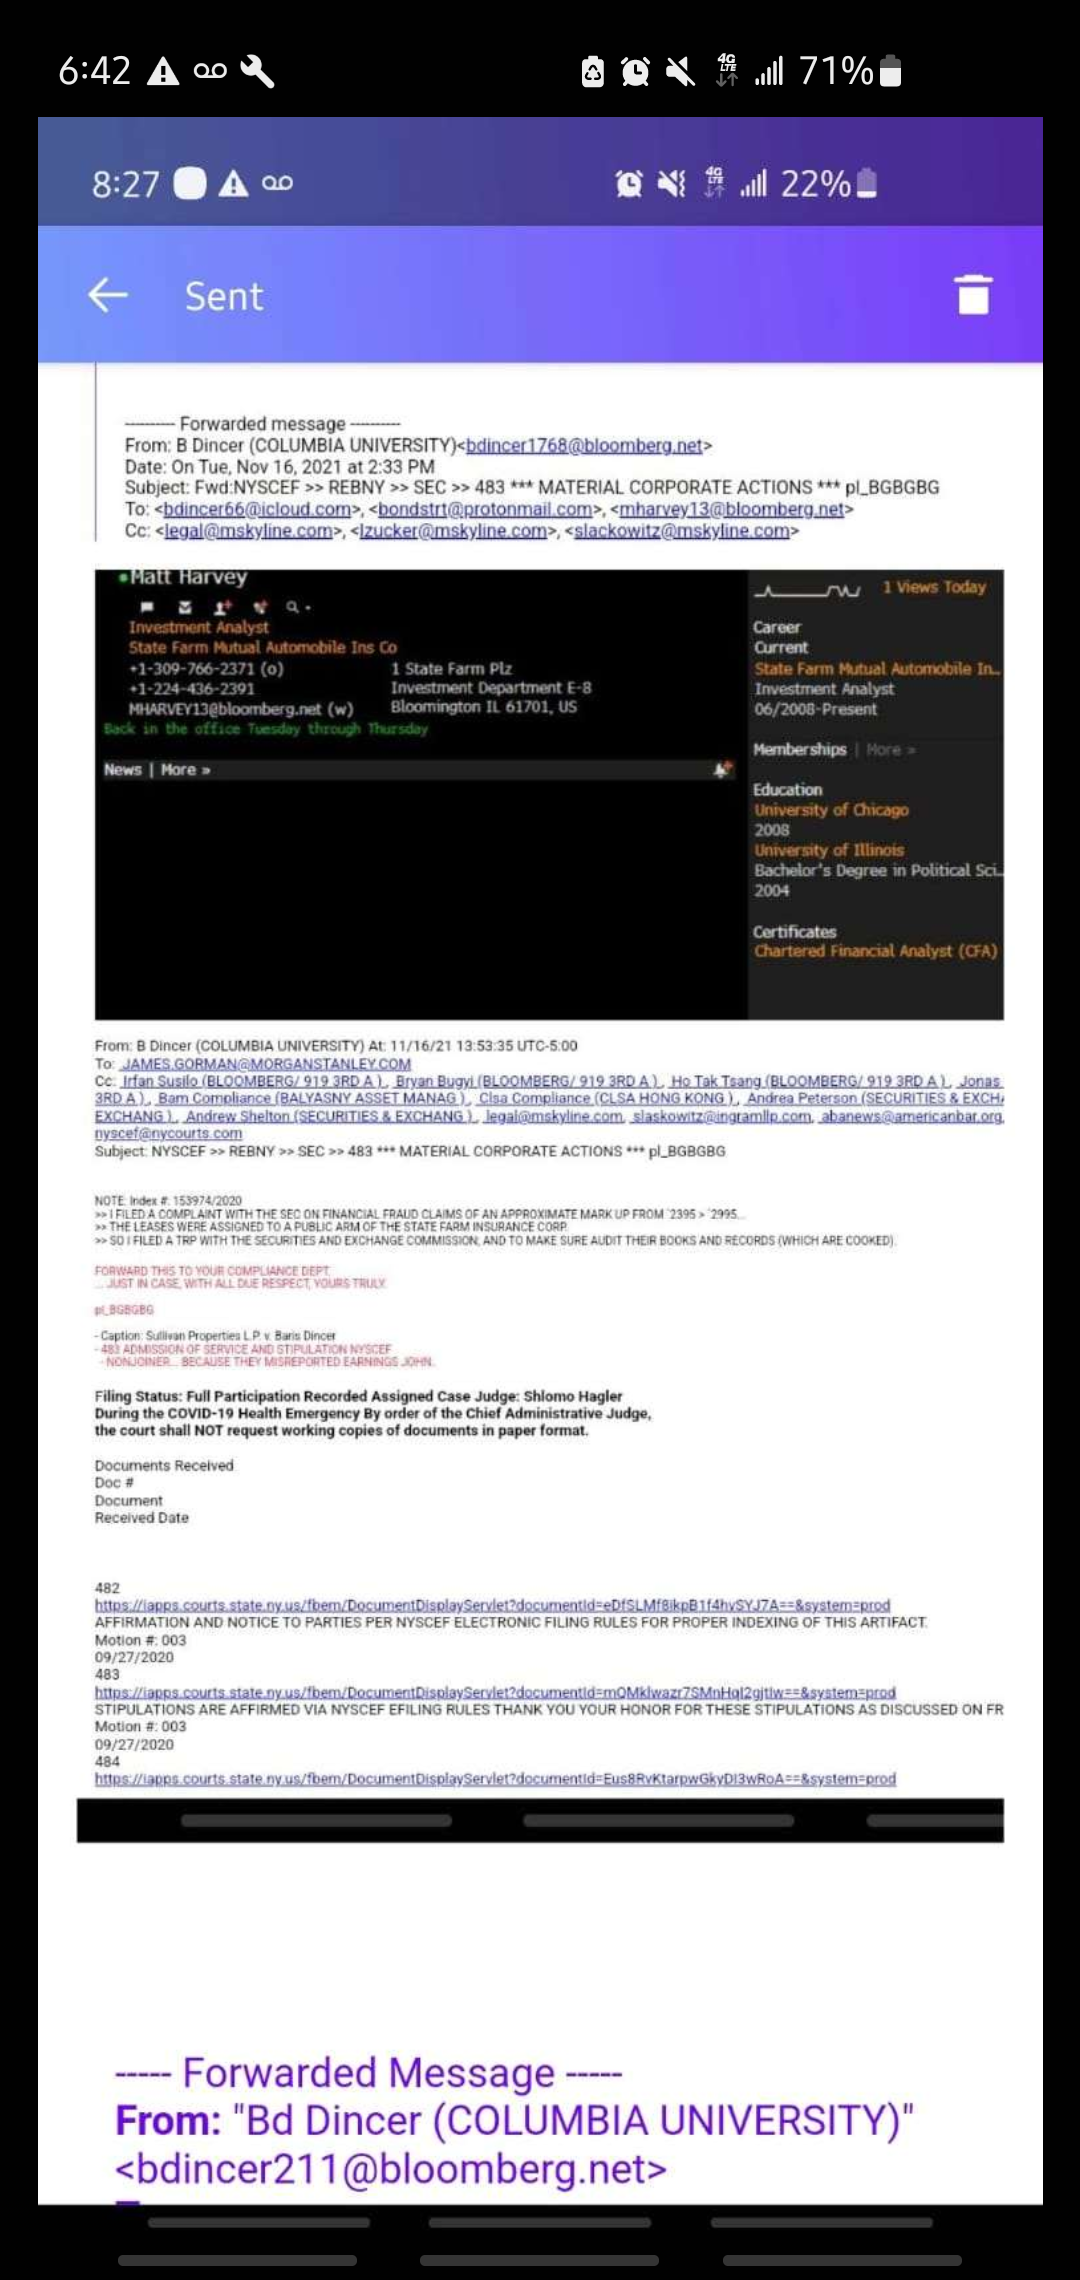 6:42 71%
8:27 22%
Sent
---------- Forwarded message ----------
From: B Dincer (COLUMBIA UNIVERSITY)<bdincer1768@bloomberg.net>
Date: On Tue, Nov 16, 2021 at 2:33 PM
Subject: Fwd:NYSCEF >> REBNY >> SEC >> 483 *** MATERIAL CORPORATE ACTIONS *** pl_BGBGBG
To: <bdincer66@icloud.com>, <bondstrt@protonmail.com>, <mharvey13@bloomberg.net>
Cc: <legal@mskyline.com>, <lzucker@mskyline.com>, <slackowitz@mskyline.com>
Matt Harvey
Investment Analyst
State Farm Mutual Automobile Ins Co
+1-309-766-2371 (o) 1 State Farm Plz
+1-224-436-2391 Investment Department E-8
MHARVEY13@bloomberg.net (w) Bloomington IL 61701, US
Back in the office Tuesday through Thursday
News | More »
1 Views Today
Career
Current
State Farm Mutual Automobile In...
Investment Analyst
06/2008-Present
Memberships | More »
Education
University of Chicago
2008
University of Illinois
Bachelor's Degree in Political Sci...
2004
Certificates
Chartered Financial Analyst (CFA)
From: B Dincer (COLUMBIA UNIVERSITY) At: 11/16/21 13:53:35 UTC-5:00
To: JAMES.GORMAN@MORGANSTANLEY.COM
Cc: Irfan Susilo (BLOOMBERG/ 919 3RD A ), Bryan Bugyi (BLOOMBERG/ 919 3RD A ), Ho Tak Tsang (BLOOMBERG/ 919 3RD A ), Jonas
3RD A ), Bam Compliance (BALYASNY ASSET MANAG ), Clsa Compliance (CLSA HONG KONG ), Andrea Peterson (SECURITIES & EXCHA
EXCHANG ), Andrew Shelton (SECURITIES & EXCHANG ), legal@mskyline.com, slaskowitz@ingramllp.com, abanews@americanbar.org,
nyscef@nycourts.com
Subject: NYSCEF >> REBNY >> SEC >> 483 *** MATERIAL CORPORATE ACTIONS *** pl_BGBGBG
NOTE: Index #: 153974/2020
>> I FILED A COMPLAINT WITH THE SEC ON FINANCIAL FRAUD CLAIMS OF AN APPROXIMATE MARK UP FROM `2395 > `2995...
>> THE LEASES WERE ASSIGNED TO A PUBLIC ARM OF THE STATE FARM INSURANCE CORP.
>> SO I FILED A TRP WITH THE SECURITIES AND EXCHANGE COMMISSION, AND TO MAKE SURE AUDIT THEIR BOOKS AND RECORDS (WHICH ARE COOKED).
FORWARD THIS TO YOUR COMPLIANCE DEPT.
... JUST IN CASE, WITH ALL DUE RESPECT, YOURS TRULY.
pl_BGBGBG
- Caption: Sullivan Properties L.P. v. Baris Dincer
- 483 ADMISSION OF SERVICE AND STIPULATION NYSCEF
- NONJOINER... BECAUSE THEY MISREPORTED EARNINGS JOHN.
Filing Status: Full Participation Recorded Assigned Case Judge: Shlomo Hagler
During the COVID-19 Health Emergency By order of the Chief Administrative Judge,
the court shall NOT request working copies of documents in paper format.
Documents Received
Doc #
Document
Received Date
482
https://iapps.courts.state.ny.us/fbem/DocumentDisplayServlet?documentId=eDfSLMf8ikpB1f4hvSYJ7A==&system=prod
AFFIRMATION AND NOTICE TO PARTIES PER NYSCEF ELECTRONIC FILING RULES FOR PROPER INDEXING OF THIS ARTIFACT.
Motion #: 003
09/27/2020
483
https://iapps.courts.state.ny.us/fbem/DocumentDisplayServlet?documentId=mQMklwazr7SMnHqI2gjtIw==&system=prod
STIPULATIONS ARE AFFIRMED VIA NYSCEF EFILING RULES THANK YOU YOUR HONOR FOR THESE STIPULATIONS AS DISCUSSED ON FR
Motion #: 003
09/27/2020
484
https://iapps.courts.state.ny.us/fbem/DocumentDisplayServlet?documentId=Eus8RvKtarpwGkyDI3wRoA==&system=prod
----- Forwarded Message -----
From: "Bd Dincer (COLUMBIA UNIVERSITY)"
<bdincer211@bloomberg.net>